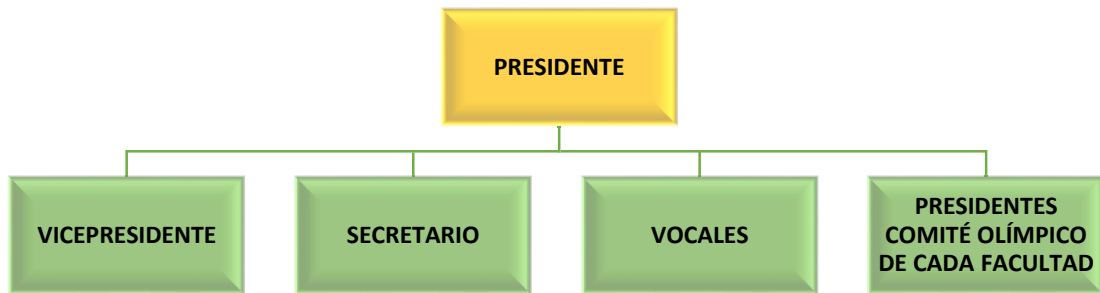 PRESIDENTE
VICEPRESIDENTE
SECRETARIO
VOCALES
PRESIDENTES
COMITÉ OLÍMPICO
DE CADA FACULTAD